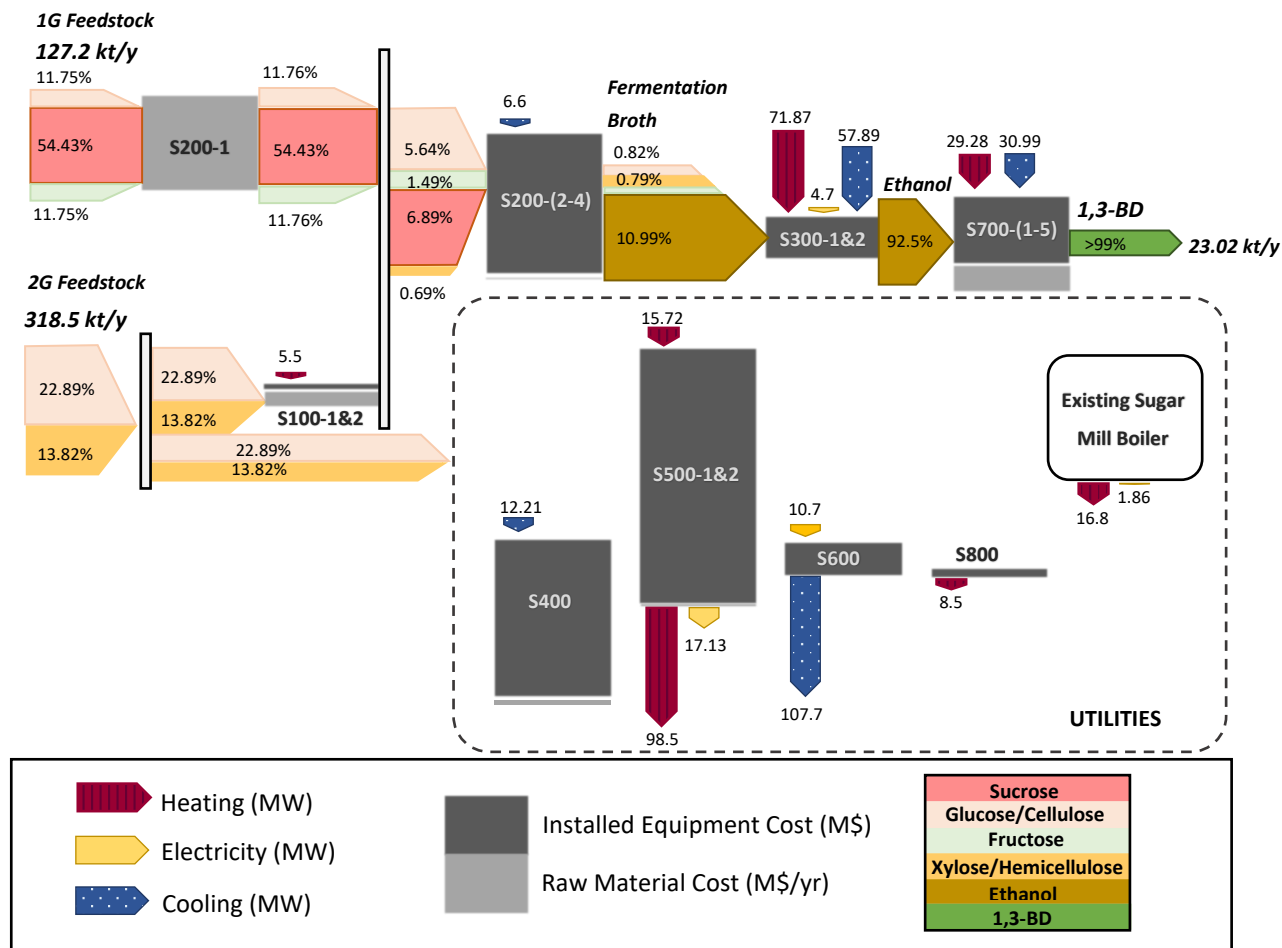 1G Feedstock
127.2 kt/y
11.75%
54.43%
11.75%
S200-1
11.76%
54.43%
11.76%
5.64%
1.49%
6.89%
0.69%
6.6
S200-(2-4)
Fermentation
Broth
0.82%
0.79%
10.99%
71.87
4.7
57.89
S300-1&2
Ethanol
92.5%
29.28
30.99
S700-(1-5)
1,3-BD
>99%
23.02 kt/y
2G Feedstock
318.5 kt/y
22.89%
13.82%
22.89%
13.82%
5.5
S100-1&2
22.89%
13.82%
12.21
S400
15.72
S500-1&2
98.5
17.13
10.7
S600
107.7
S800
8.5
Existing Sugar
Mill Boiler
16.8
1.86
UTILITIES
Heating (MW)
Electricity (MW)
Cooling (MW)
Installed Equipment Cost (M$)
Raw Material Cost (M$/yr)
Sucrose
Glucose/Cellulose
Fructose
Xylose/Hemicellulose
Ethanol
1,3-BD